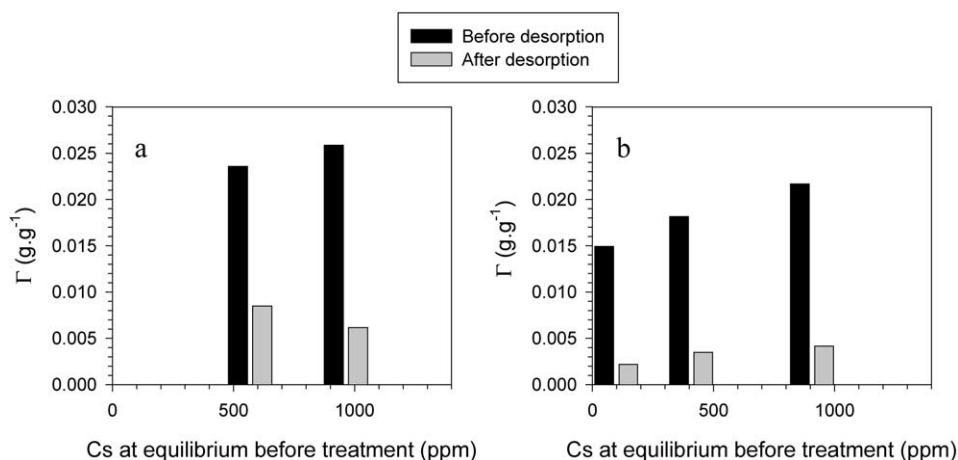 Before desorption
After desorption
a
0.030
0.025
0.020
0.015
0.010
0.005
0.000
Γ (g.g-1)
0
500
1000
Cs at equilibrium before treatment (ppm)
b
0.030
0.025
0.020
0.015
0.010
0.005
0.000
Γ (g.g-1)
0
500
1000
Cs at equilibrium before treatment (ppm)